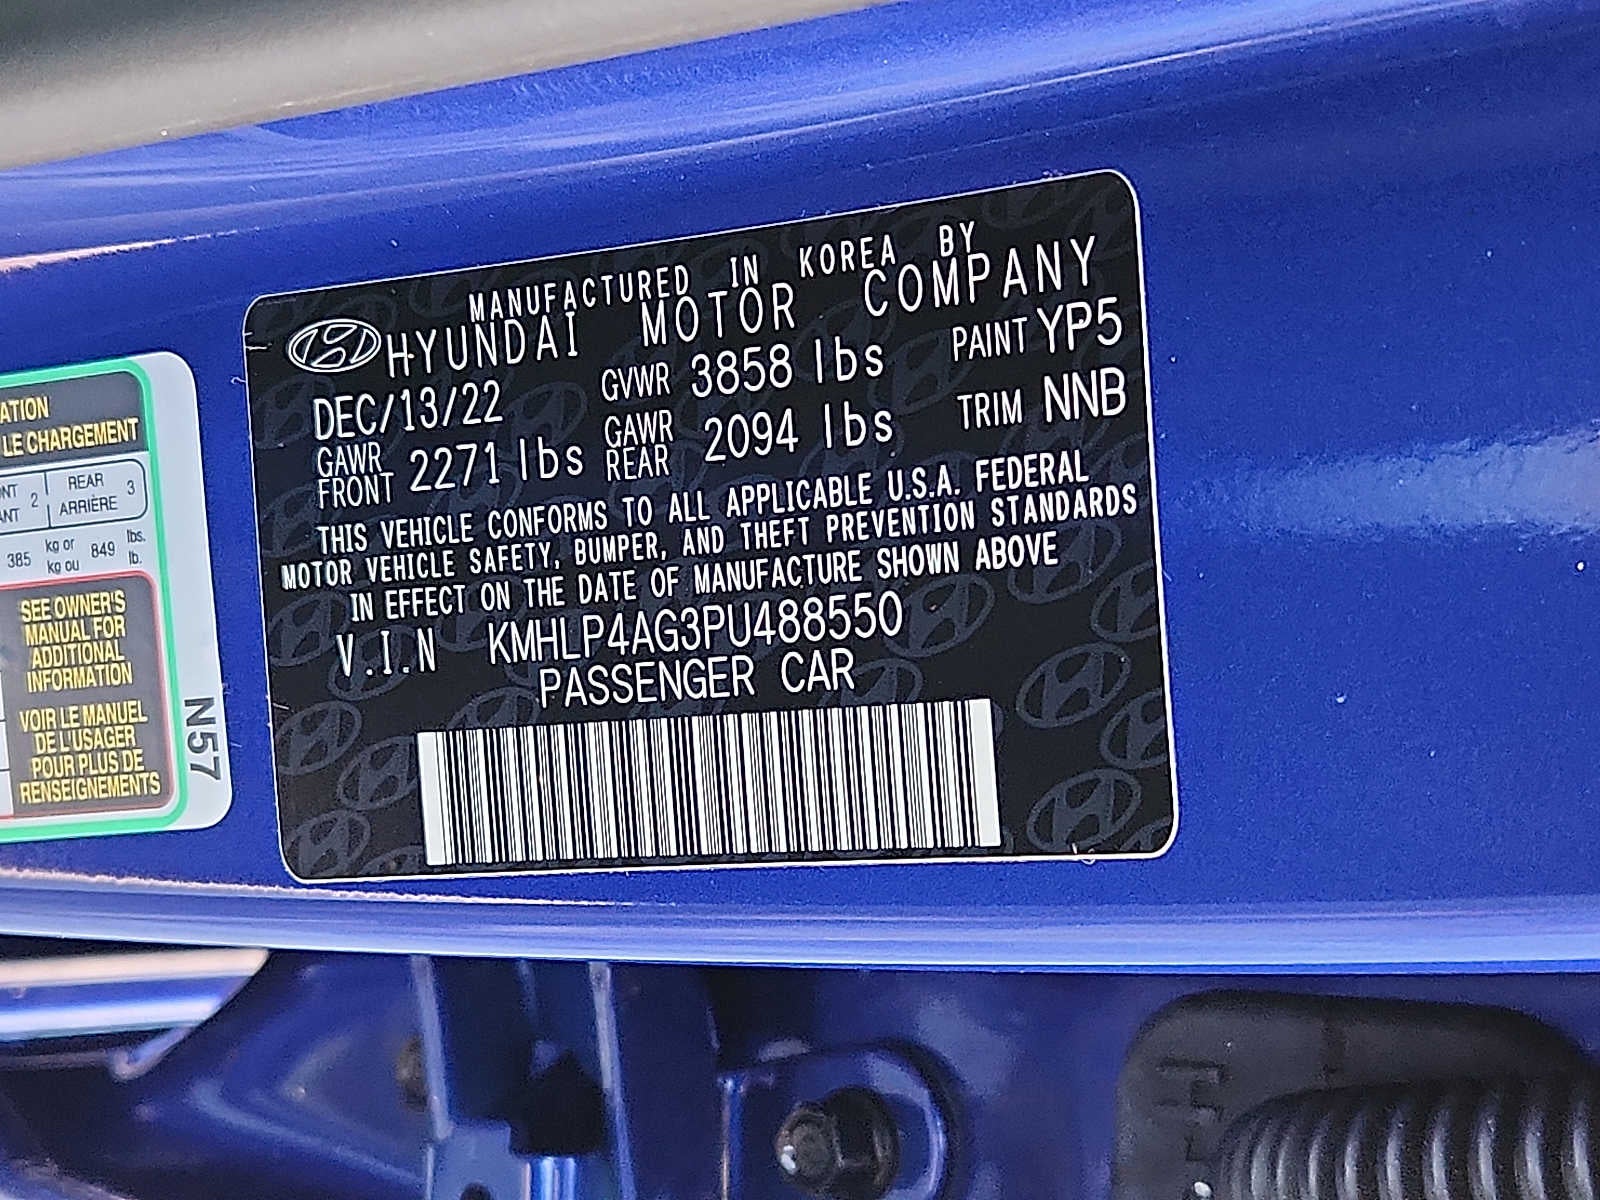 MANUFACTURED IN KOREA BY
HYUNDAI MOTOR COMPANY
DEC/13/22 GVWR 3858 lbs PAINT YP5
GAWR FRONT 2271 lbs GAWR REAR 2094 lbs TRIM NNB
THIS VEHICLE CONFORMS TO ALL APPLICABLE U.S.A. FEDERAL
MOTOR VEHICLE SAFETY, BUMPER, AND THEFT PREVENTION STANDARDS
IN EFFECT ON THE DATE OF MANUFACTURE SHOWN ABOVE
V.I.N KMHLP4AG3PU488550
PASSENGER CAR
LE CHARGEMENT
2 REAR 3
ARRIÈRE
385 kg or 849 lbs.
kg ou lb.
SEE OWNER'S
MANUAL FOR
ADDITIONAL
INFORMATION
VOIR LE MANUEL
DE L'USAGER
POUR PLUS DE
RENSEIGNEMENTS
N57